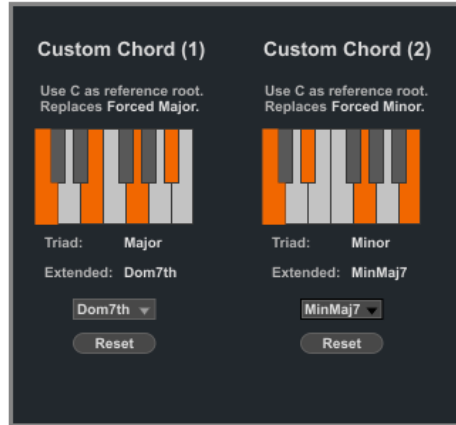 Custom Chord (1)
Use C as reference root.
Replaces Forced Major.
Triad: Major
Extended: Dom7th
Dom7th
Reset
Custom Chord (2)
Use C as reference root.
Replaces Forced Minor.
Triad: Minor
Extended: MinMaj7
MinMaj7
Reset